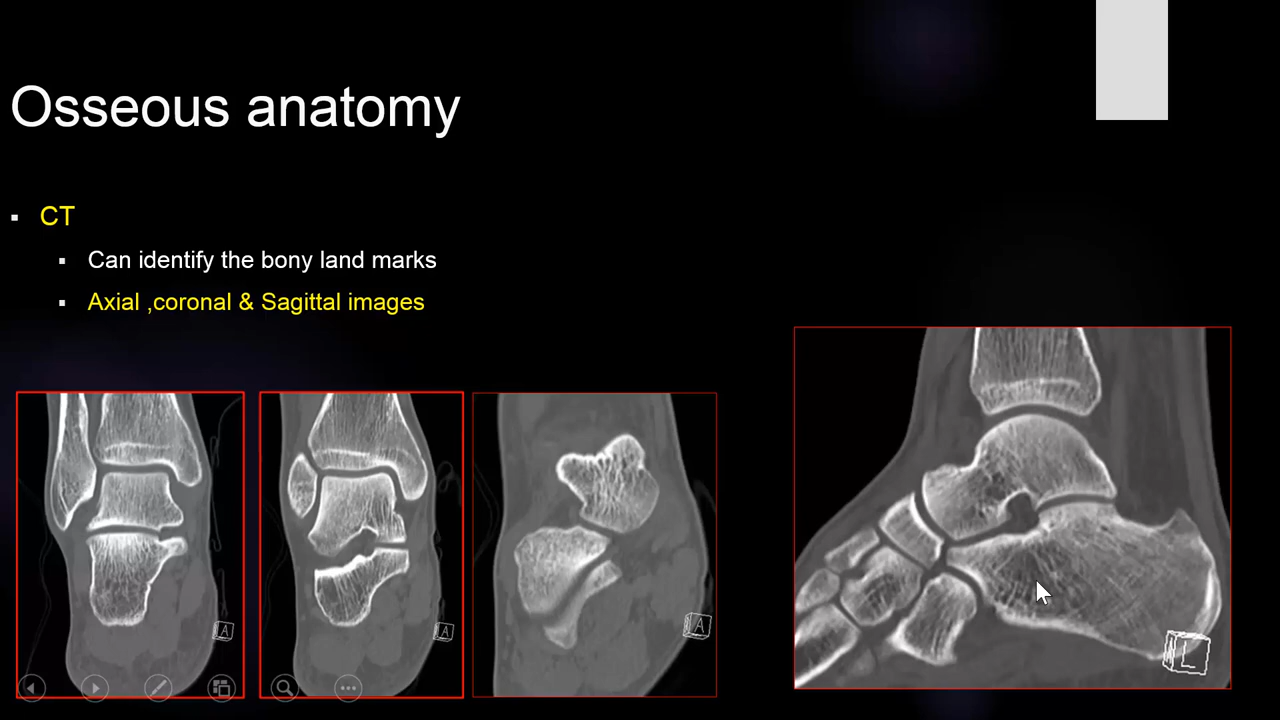 Osseous anatomy
CT
Can identify the bony land marks
Axial ,coronal & Sagittal images
A
A
A
L